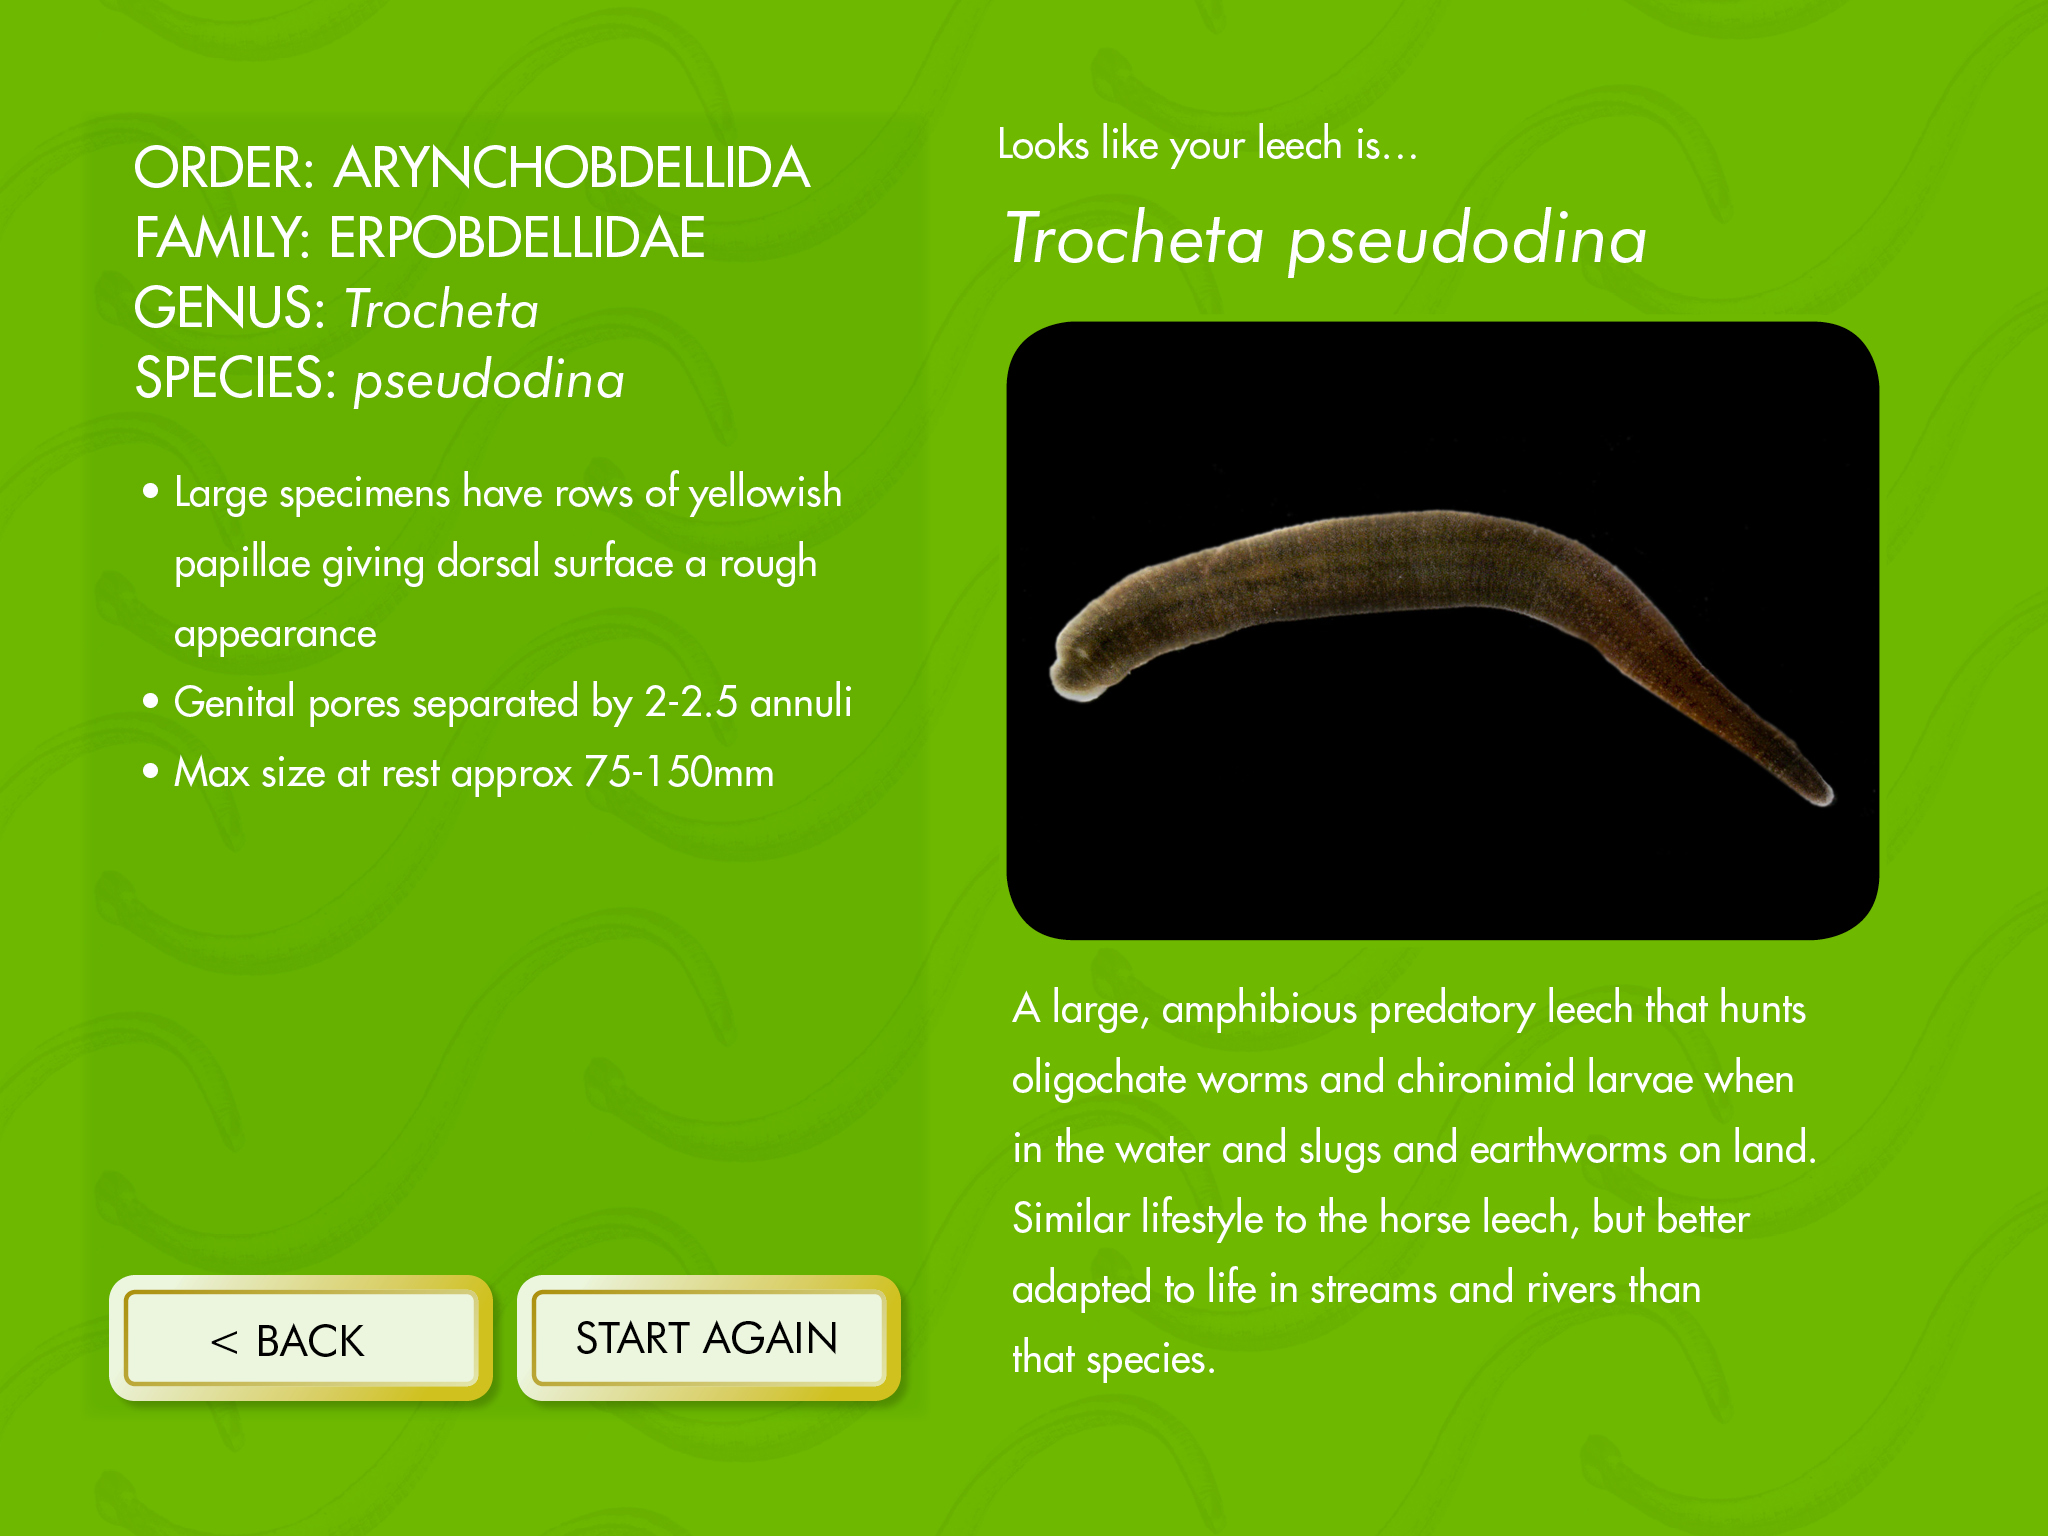 ORDER: ARYNCHOBDELLIDA
FAMILY: ERPOBDELLIDAE
GENUS: Trocheta
SPECIES: pseudodina
• Large specimens have rows of yellowish
papillae giving dorsal surface a rough
appearance
• Genital pores separated by 2-2.5 annuli
• Max size at rest approx 75-150mm
< BACK
START AGAIN
Looks like your leech is...
Trocheta pseudodina
A large, amphibious predatory leech that hunts
oligochate worms and chironimid larvae when
in the water and slugs and earthworms on land.
Similar lifestyle to the horse leech, but better
adapted to life in streams and rivers than
that species.